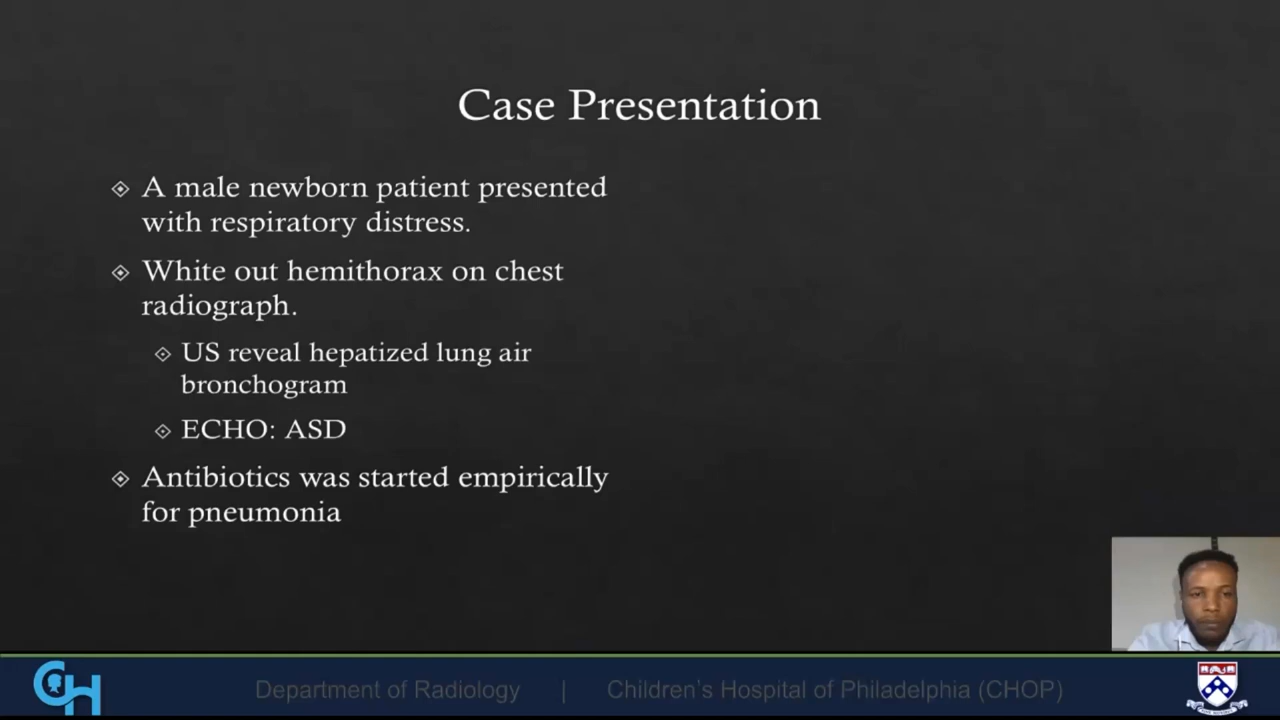 Case Presentation
A male newborn patient presented
with respiratory distress.
White out hemithorax on chest
radiograph.
US reveal hepatized lung air
bronchogram
ECHO: ASD
Antibiotics was started empirically
for pneumonia
Department of Radiology | Children's Hospital of Philadelphia (CHOP)